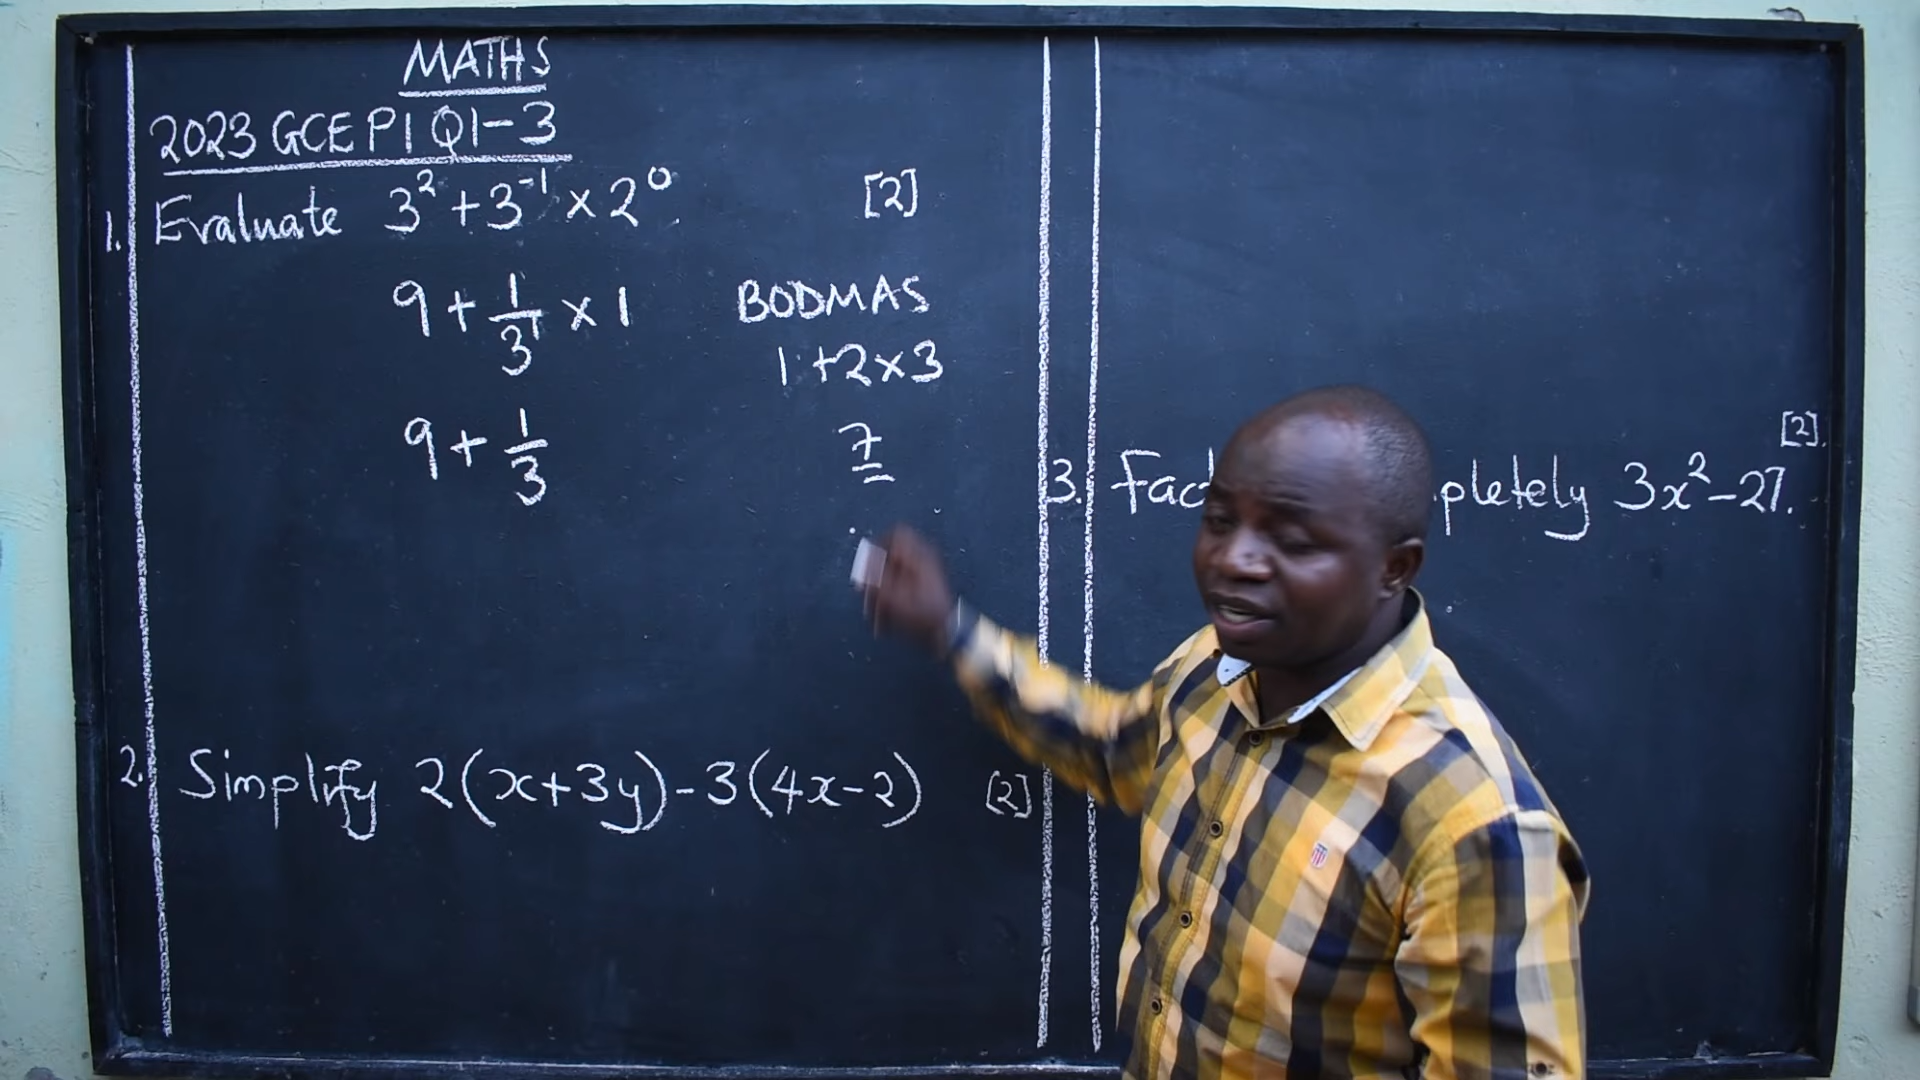 MATHS
2023 GCE P1 Q1-3
1. Evaluate 3² + 3⁻¹ × 2⁰ [2]
9 + 1/3¹ × 1
9 + 1/3
BODMAS
1 + 2 × 3
7
2. Simplify 2(x+3y)-3(4x-2) [2]
[2].
3. Fac pletely 3x²-27.